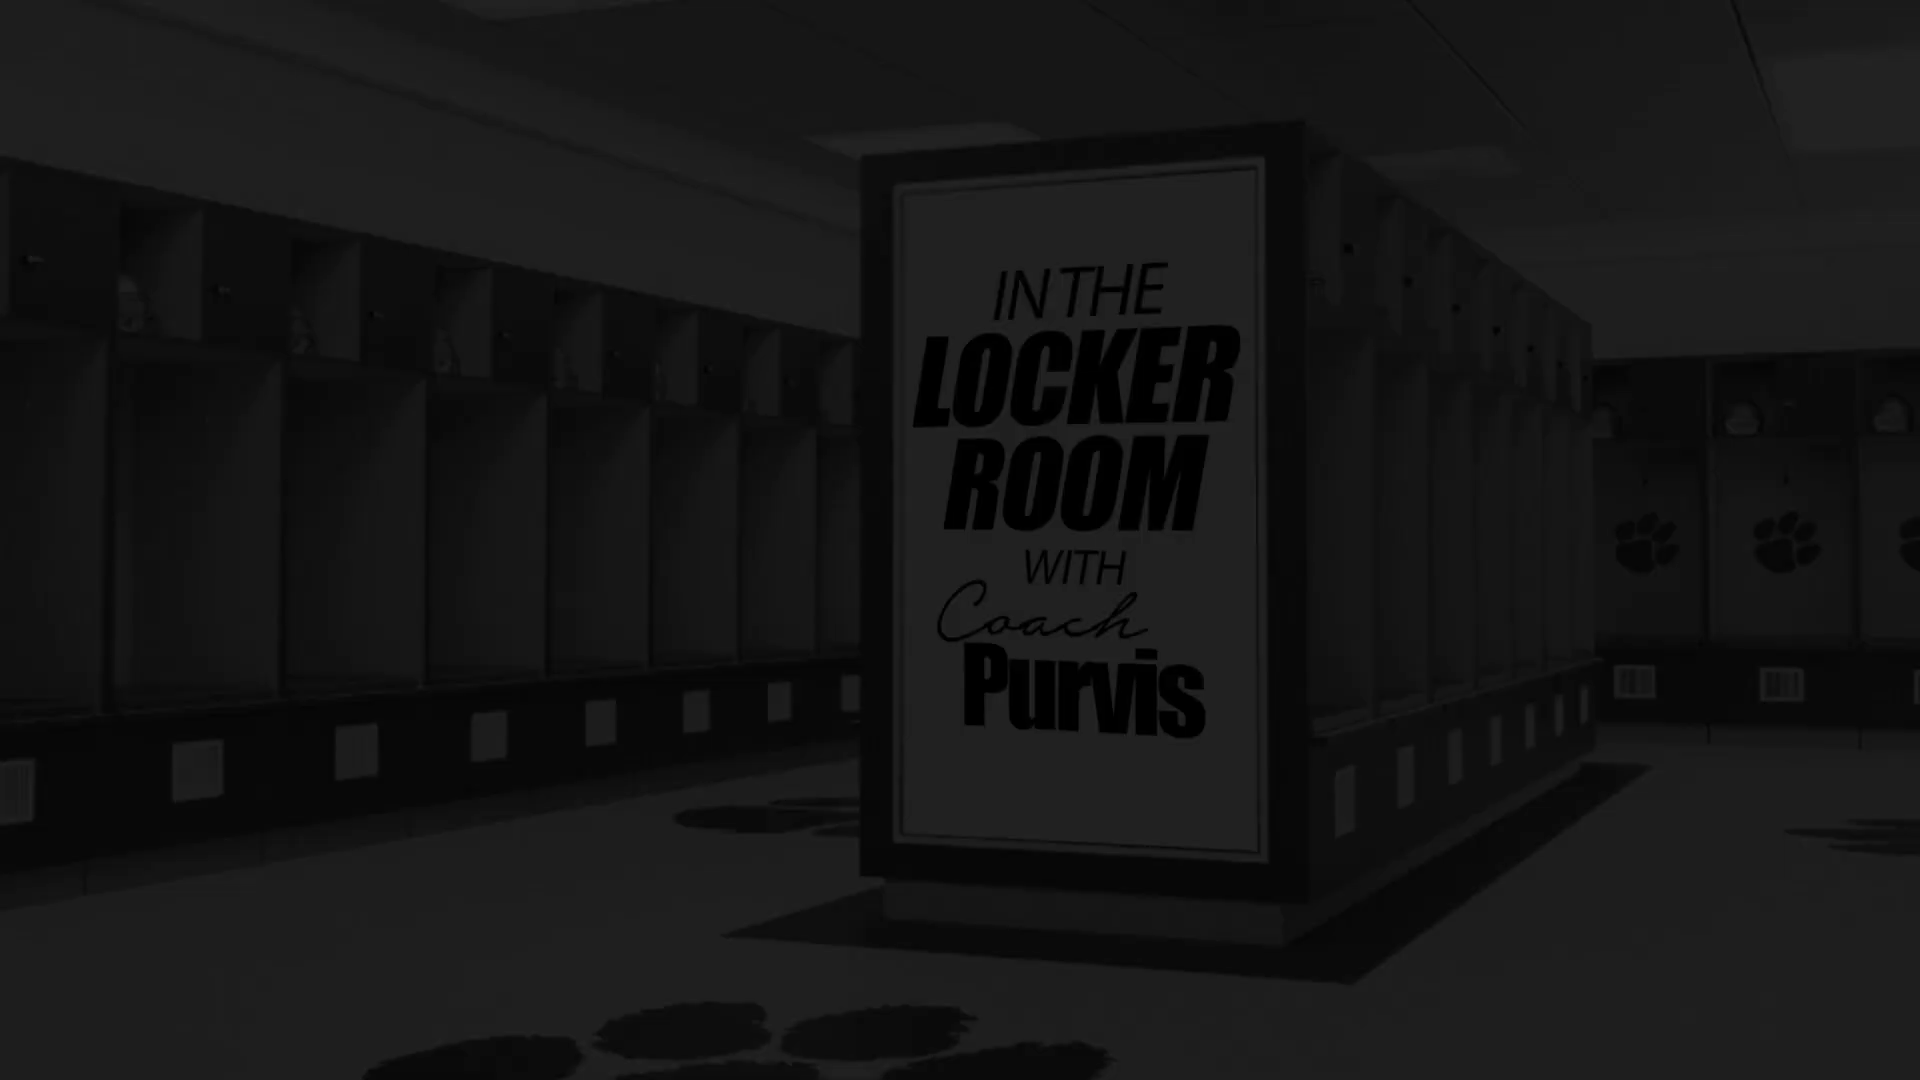 IN THE
LOCKER
ROOM
WITH
Coach
Purvis